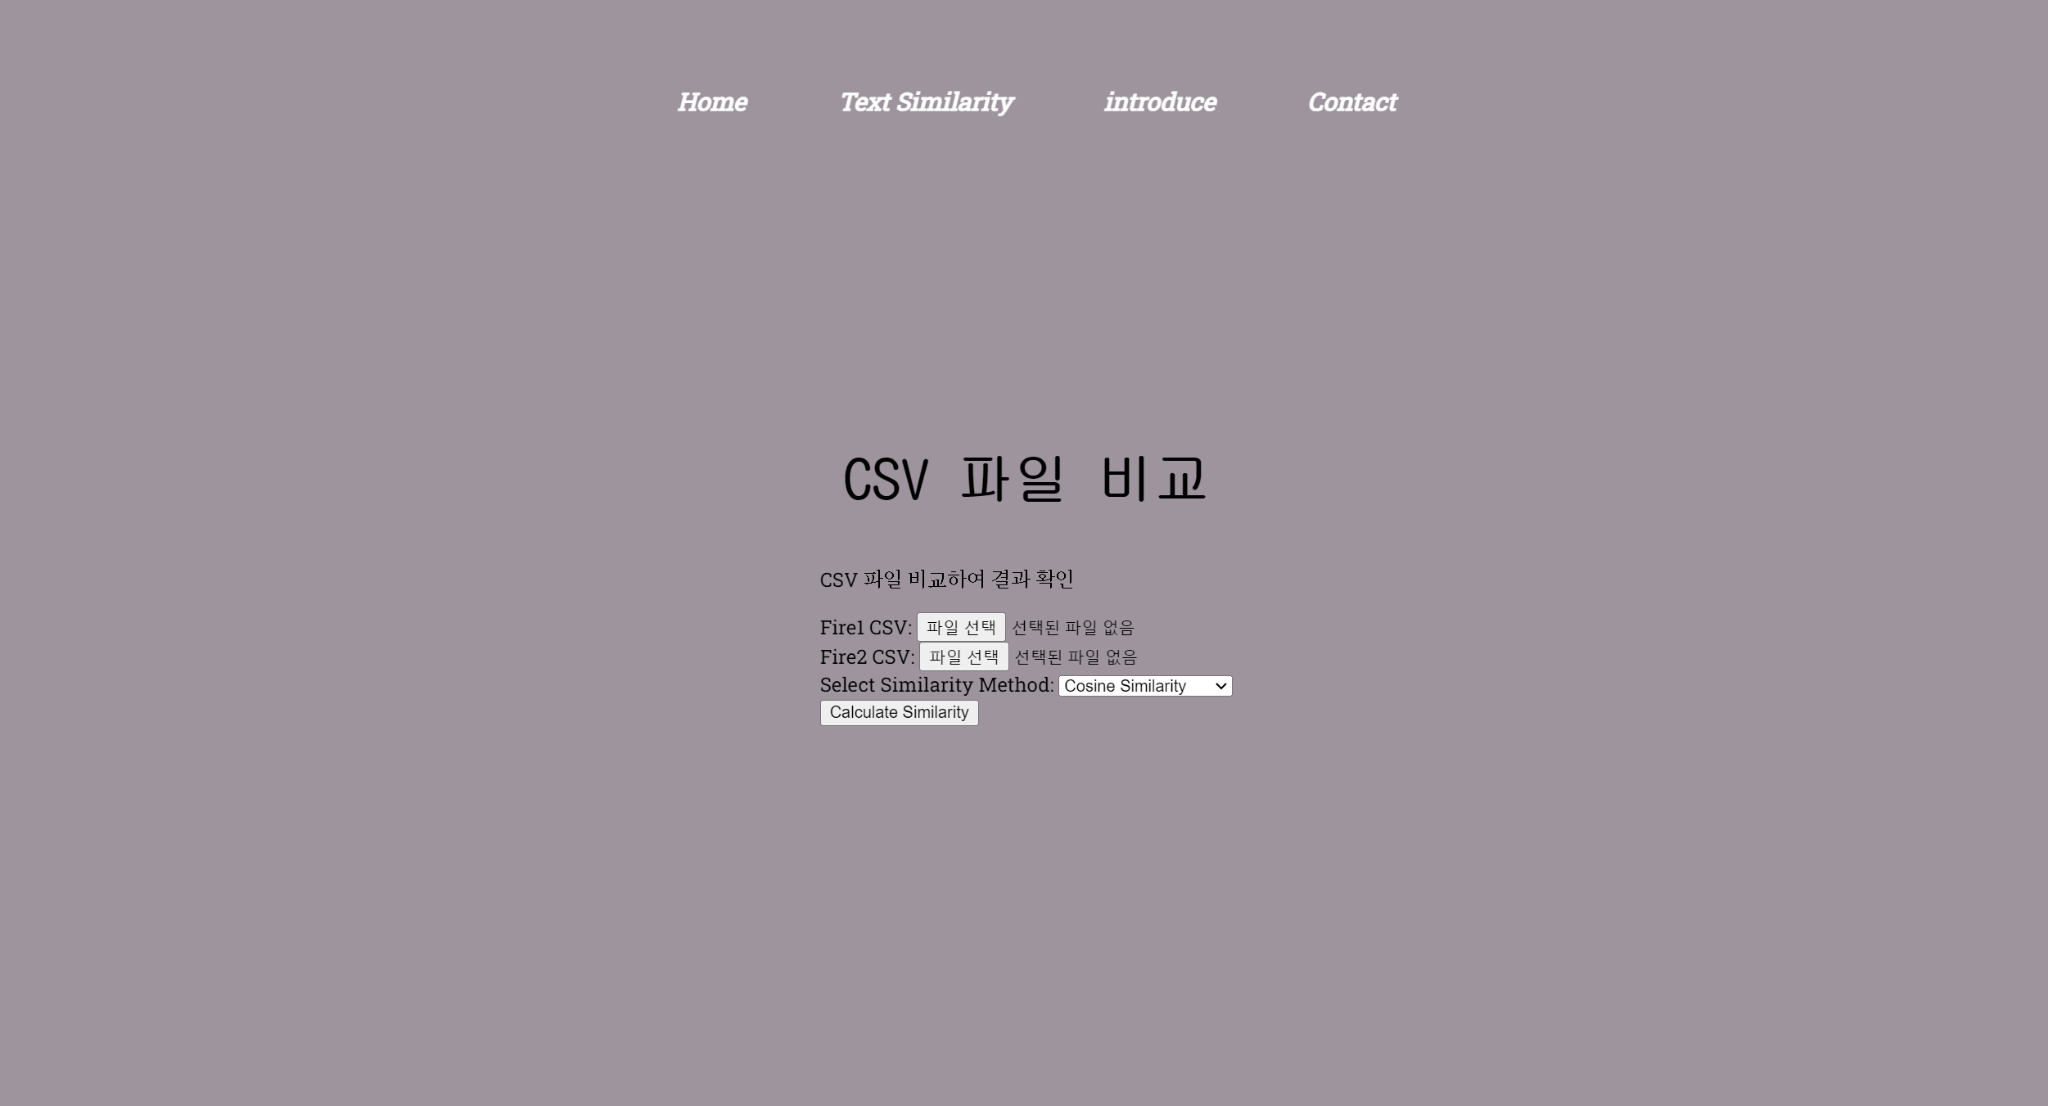 Home Text Similarity introduce Contact
CSV 파일 비교
CSV 파일 비교하여 결과 확인
Fire1 CSV: 파일 선택 선택된 파일 없음
Fire2 CSV: 파일 선택 선택된 파일 없음
Select Similarity Method: Cosine Similarity
Calculate Similarity